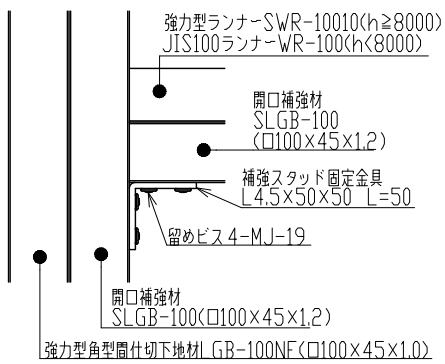 強力型ランナーSWR-10010(h≧8000)
JIS100ランナーWR-100(h<8000)
開口補強材
SLGB-100
(□100×45×1.2)
補強スタッド固定金具
L4.5×50×50 L=50
留めビス4-MJ-19
開口補強材
SLGB-100(□100×45×1.2)
強力型角型間仕切下地材LGB-100NF(□100×45×1.0)